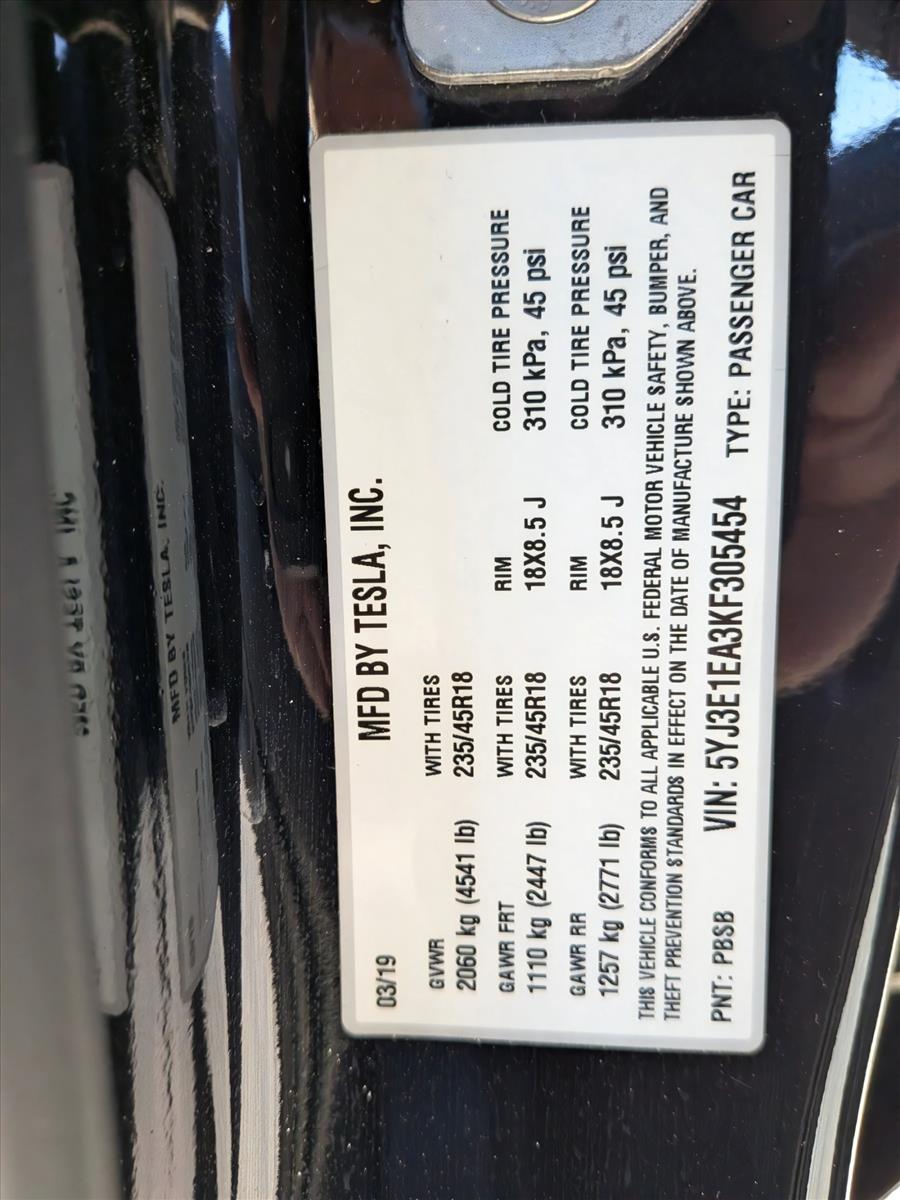 MFD BY TESLA, INC.
03/19
GVWR WITH TIRES
2060 kg (4541 lb) 235/45R18
GAWR FRT WITH TIRES RIM COLD TIRE PRESSURE
1110 kg (2447 lb) 235/45R18 18X8.5 J 310 kPa, 45 psi
GAWR RR WITH TIRES RIM COLD TIRE PRESSURE
1257 kg (2771 lb) 235/45R18 18X8.5 J 310 kPa, 45 psi
THIS VEHICLE CONFORMS TO ALL APPLICABLE U.S. FEDERAL MOTOR VEHICLE SAFETY, BUMPER, AND
THEFT PREVENTION STANDARDS IN EFFECT ON THE DATE OF MANUFACTURE SHOWN ABOVE.
PNT: PBSB VIN: 5YJ3E1EA3KF305454 TYPE: PASSENGER CAR
MFD BY TESLA, INC.